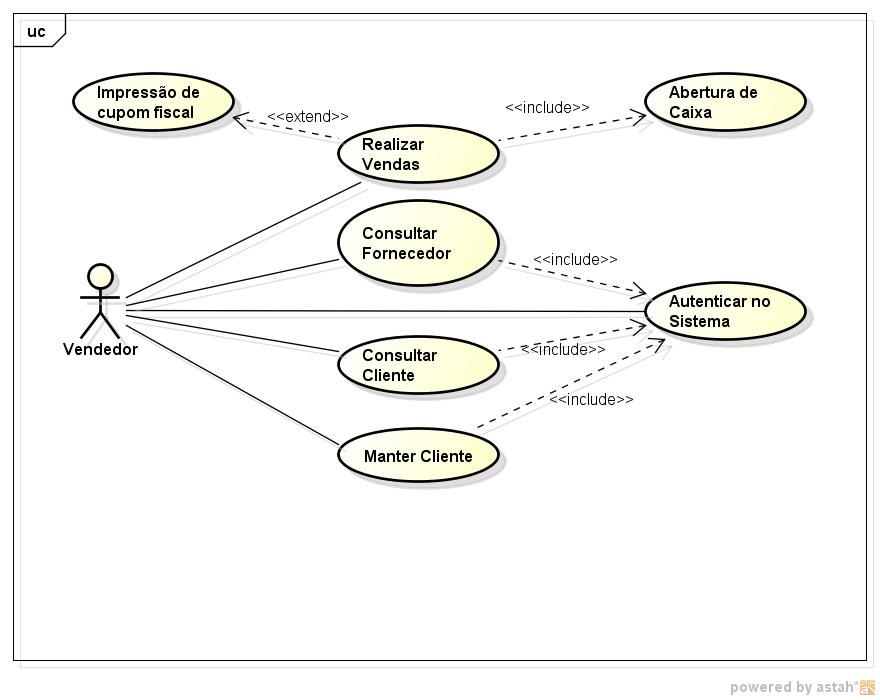 uc
Impressão de
cupom fiscal
<<extend>>
<<include>>
Abertura de
Caixa
Realizar
Vendas
Consultar
Fornecedor
<<include>>
Autenticar no
Sistema
Vendedor
Consultar
Cliente
<<include>>
<<include>>
Manter Cliente
powered by astah*